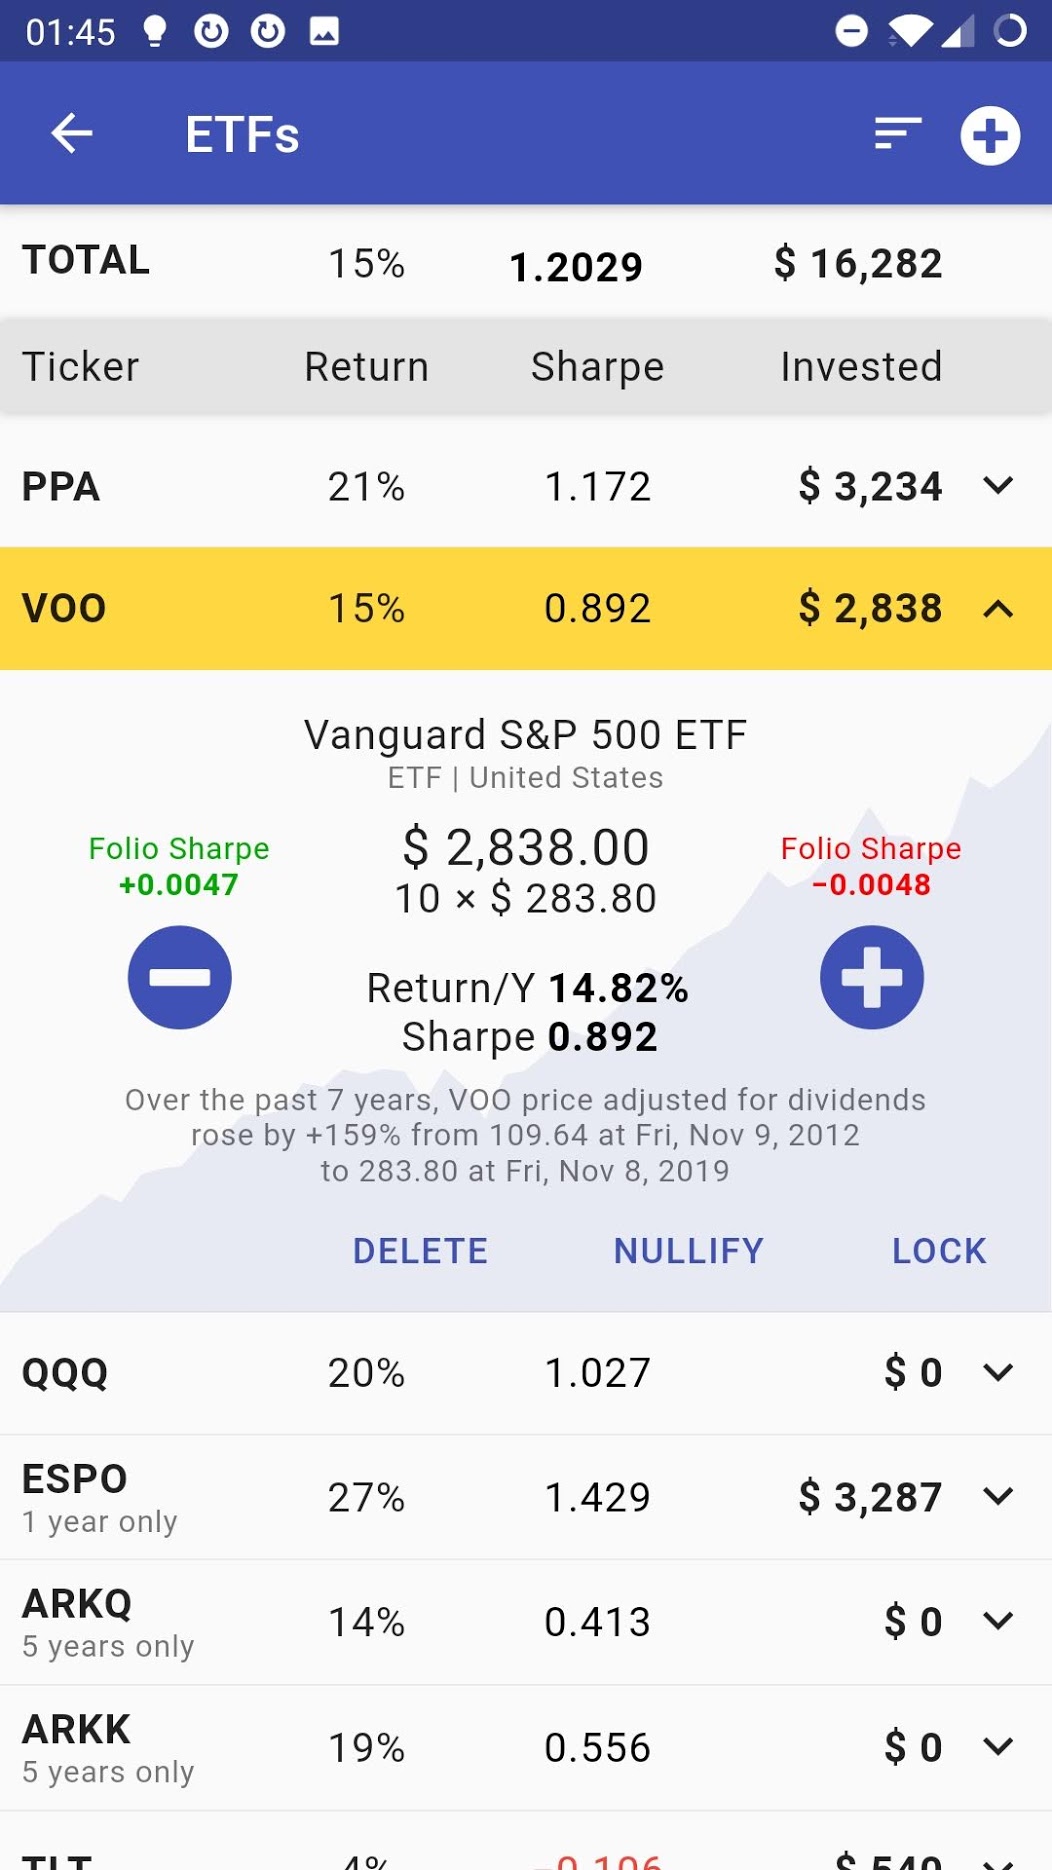 01:45
ETFs
TOTAL 15% 1.2029 $ 16,282
Ticker Return Sharpe Invested
PPA 21% 1.172 $ 3,234
VOO 15% 0.892 $ 2,838
Vanguard S&P 500 ETF
ETF | United States
$ 2,838.00
10 × $ 283.80
Folio Sharpe
+0.0047
Folio Sharpe
−0.0048
Return/Y 14.82%
Sharpe 0.892
Over the past 7 years, VOO price adjusted for dividends
rose by +159% from 109.64 at Fri, Nov 9, 2012
to 283.80 at Fri, Nov 8, 2019
DELETE NULLIFY LOCK
QQQ 20% 1.027 $ 0
ESPO 27% 1.429 $ 3,287
1 year only
ARKQ 14% 0.413 $ 0
5 years only
ARKK 19% 0.556 $ 0
5 years only
TLT 4% −0.106 $ 540